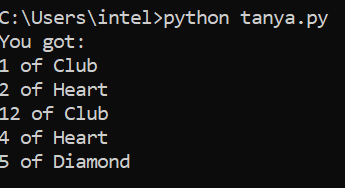 C:\Users\intel>python tanya.py
You got:
1 of Club
2 of Heart
12 of Club
4 of Heart
5 of Diamond